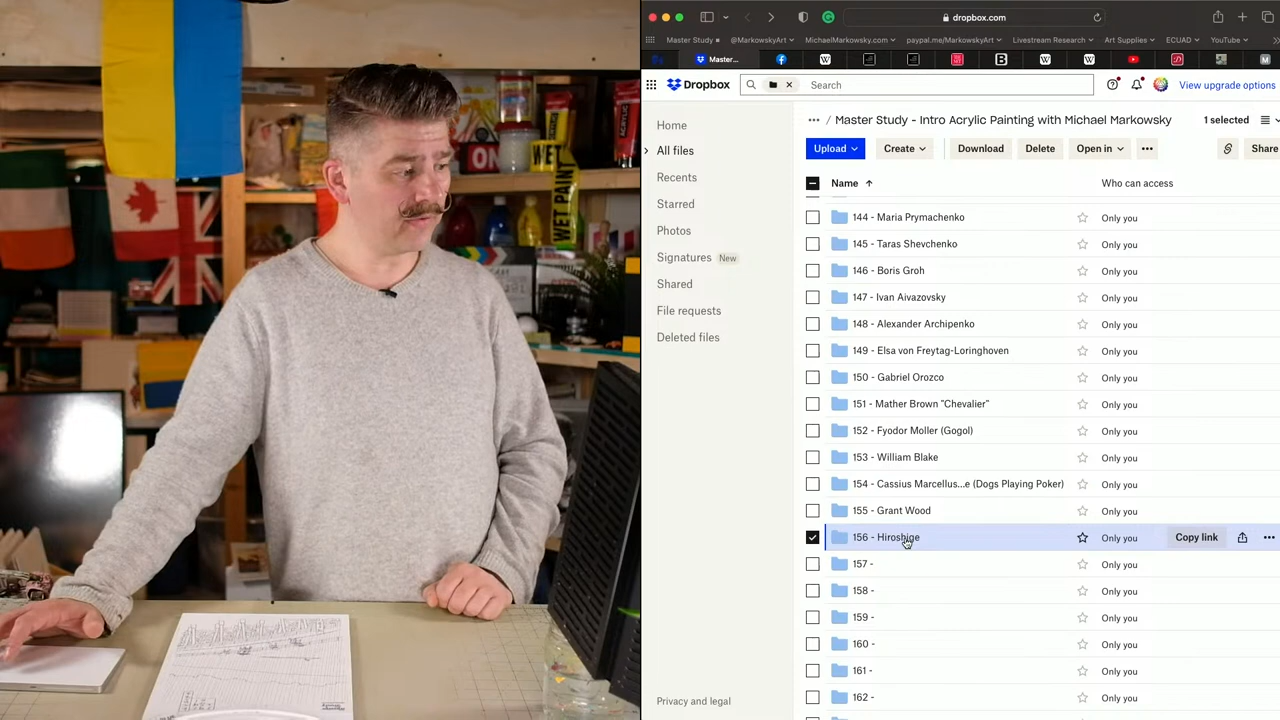 dropbox.com
Master Study
@MarkowskyArt
MichaelMarkowsky.com
paypal.me/MarkowskyArt
Livestream Research
Art Supplies
ECUAD
YouTube
Master...
Dropbox
Search
View upgrade options
... / Master Study - Intro Acrylic Painting with Michael Markowsky
1 selected
Upload
Create
Download
Delete
Open in
Share
Home
All files
Recents
Starred
Photos
Signatures New
Shared
File requests
Deleted files
Privacy and legal
Name
Who can access
144 - Maria Prymachenko Only you
145 - Taras Shevchenko Only you
146 - Boris Groh Only you
147 - Ivan Aivazovsky Only you
148 - Alexander Archipenko Only you
149 - Elsa von Freytag-Loringhoven Only you
150 - Gabriel Orozco Only you
151 - Mather Brown "Chevalier" Only you
152 - Fyodor Moller (Gogol) Only you
153 - William Blake Only you
154 - Cassius Marcellus...e (Dogs Playing Poker) Only you
155 - Grant Wood Only you
156 - Hiroshige Only you Copy link
157 - Only you
158 - Only you
159 - Only you
160 - Only you
161 - Only you
162 - Only you
ON
WET
WET PAINT
ACRYLIC